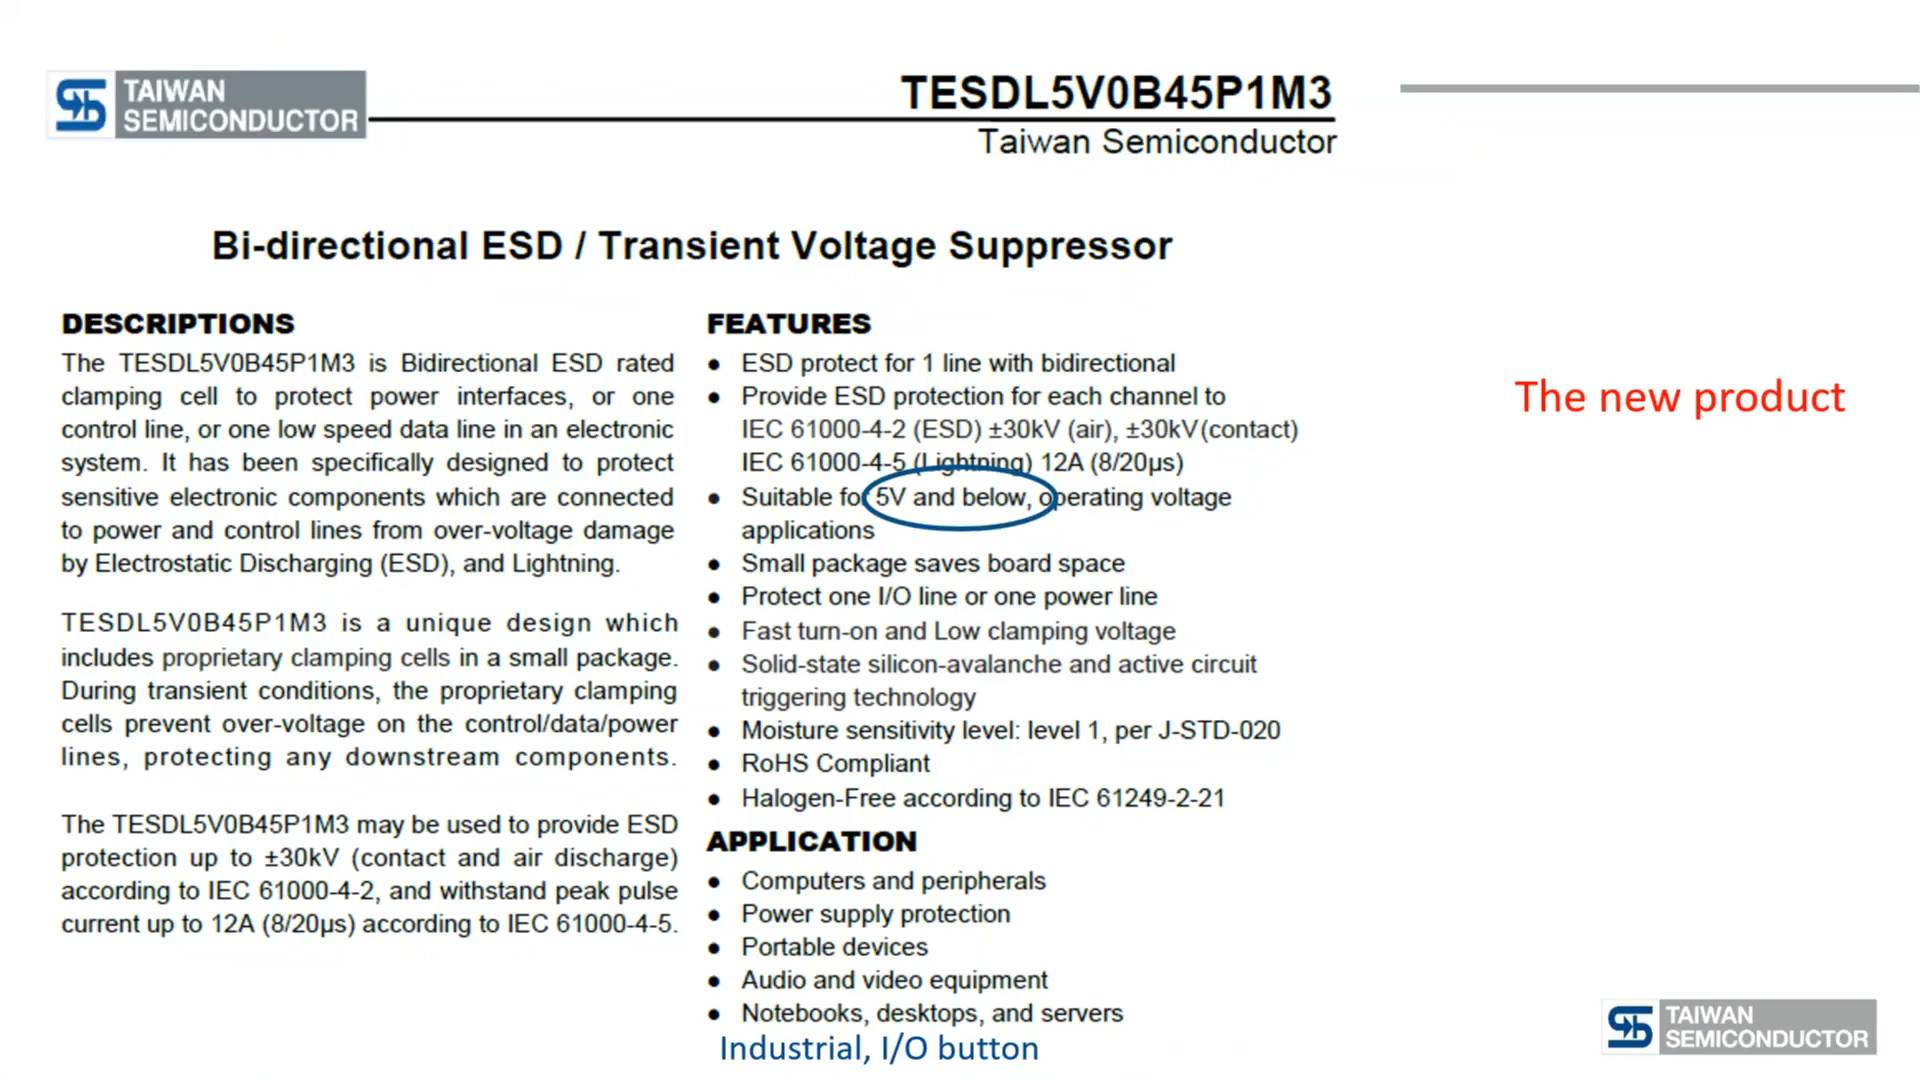 TAIWAN
SEMICONDUCTOR
TESDL5V0B45P1M3
Taiwan Semiconductor
Bi-directional ESD / Transient Voltage Suppressor
DESCRIPTIONS
The TESDL5V0B45P1M3 is Bidirectional ESD rated
clamping cell to protect power interfaces, or one
control line, or one low speed data line in an electronic
system. It has been specifically designed to protect
sensitive electronic components which are connected
to power and control lines from over-voltage damage
by Electrostatic Discharging (ESD), and Lightning.
TESDL5V0B45P1M3 is a unique design which
includes proprietary clamping cells in a small package.
During transient conditions, the proprietary clamping
cells prevent over-voltage on the control/data/power
lines, protecting any downstream components.
The TESDL5V0B45P1M3 may be used to provide ESD
protection up to ±30kV (contact and air discharge)
according to IEC 61000-4-2, and withstand peak pulse
current up to 12A (8/20μs) according to IEC 61000-4-5.
FEATURES
● ESD protect for 1 line with bidirectional
● Provide ESD protection for each channel to
IEC 61000-4-2 (ESD) ±30kV (air), ±30kV(contact)
IEC 61000-4-5 (Lightning) 12A (8/20μs)
● Suitable for 5V and below, operating voltage
applications
● Small package saves board space
● Protect one I/O line or one power line
● Fast turn-on and Low clamping voltage
● Solid-state silicon-avalanche and active circuit
triggering technology
● Moisture sensitivity level: level 1, per J-STD-020
● RoHS Compliant
● Halogen-Free according to IEC 61249-2-21
APPLICATION
● Computers and peripherals
● Power supply protection
● Portable devices
● Audio and video equipment
● Notebooks, desktops, and servers
Industrial, I/O button
The new product
TAIWAN
SEMICONDUCTOR